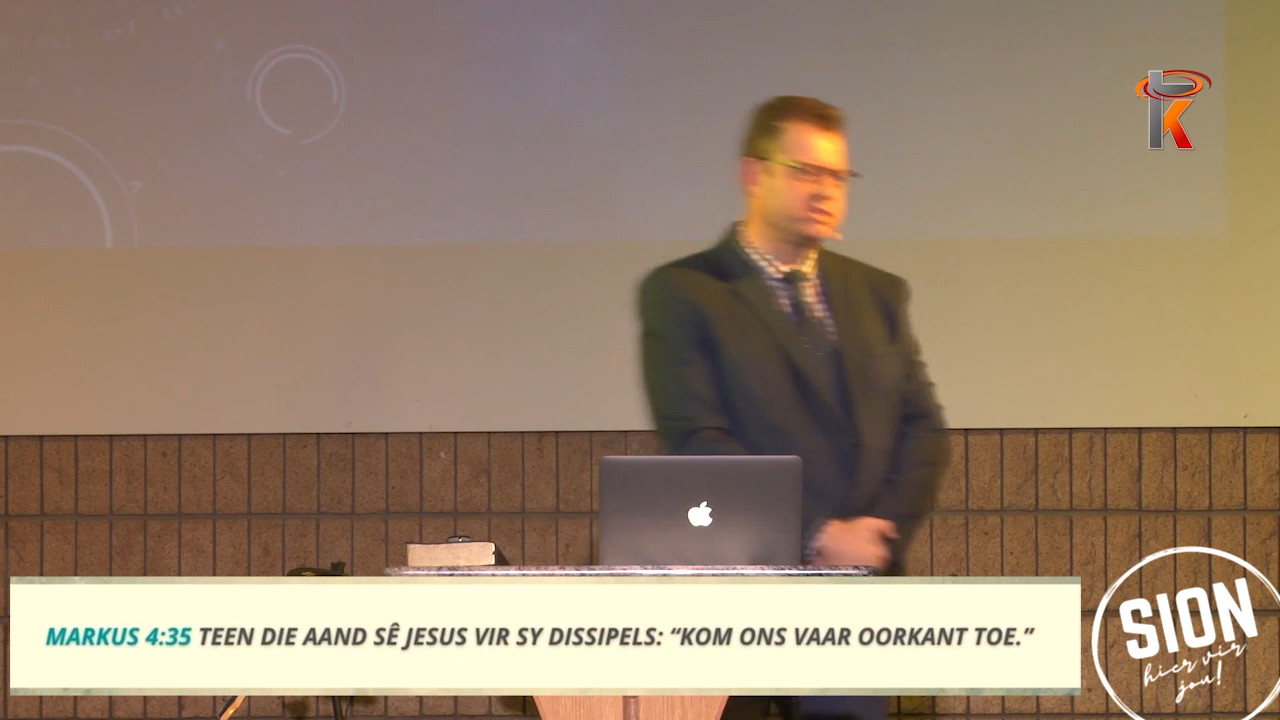 K
MARKUS 4:35 TEEN DIE AAND SÊ JESUS VIR SY DISSIPELS: “KOM ONS VAAR OORKANT TOE.”
SION
hier vir
jou!